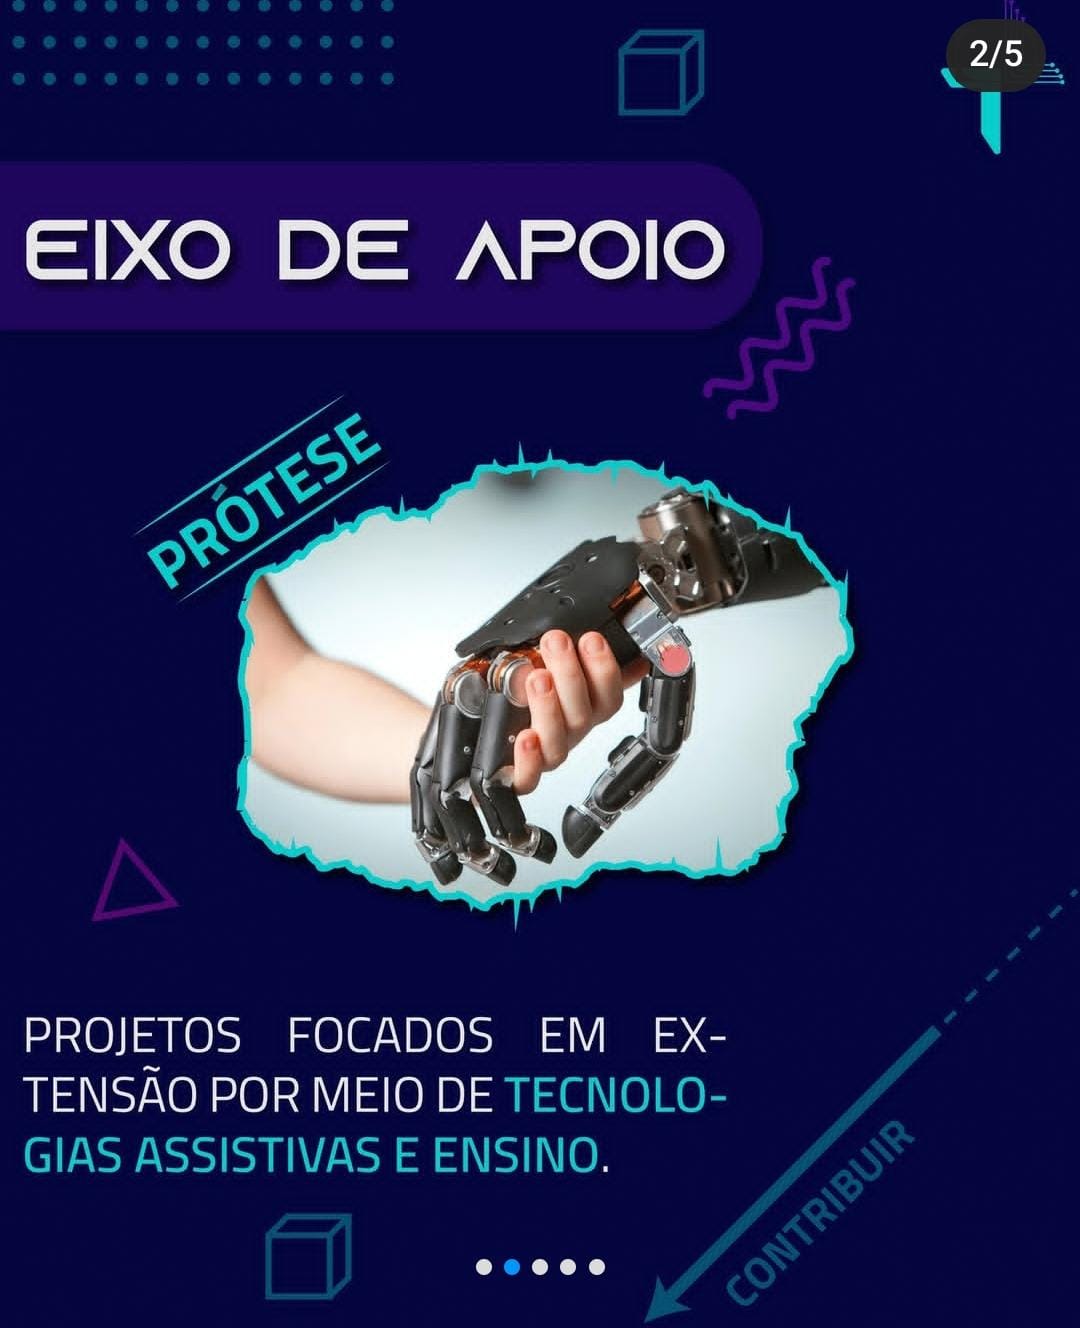 2/5
EIXO DE APOIO
PRÓTESE
PROJETOS FOCADOS EM EX-
TENSÃO POR MEIO DE TECNOLO-
GIAS ASSISTIVAS E ENSINO.
CONTRIBUIR